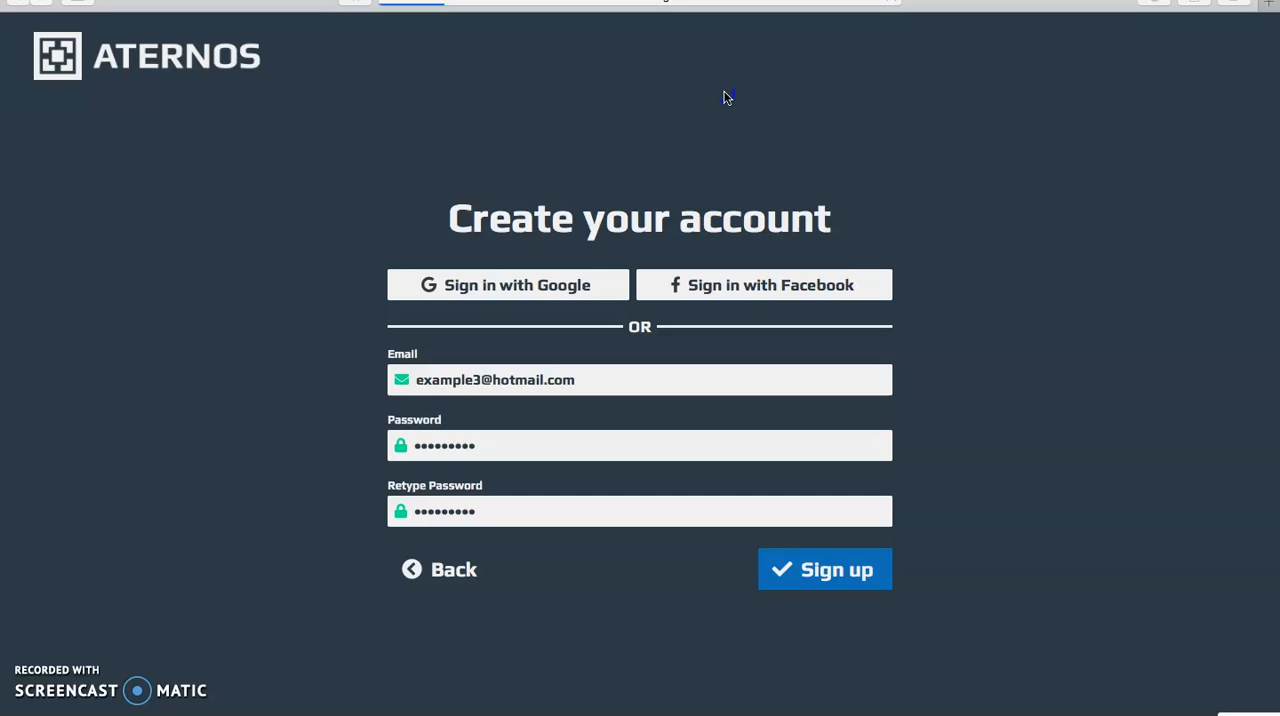 ATERNOS
Create your account
Sign in with Google
Sign in with Facebook
OR
Email
example3@hotmail.com
Password
•••••••••
Retype Password
•••••••••
Back
Sign up
RECORDED WITH
SCREENCAST MATIC